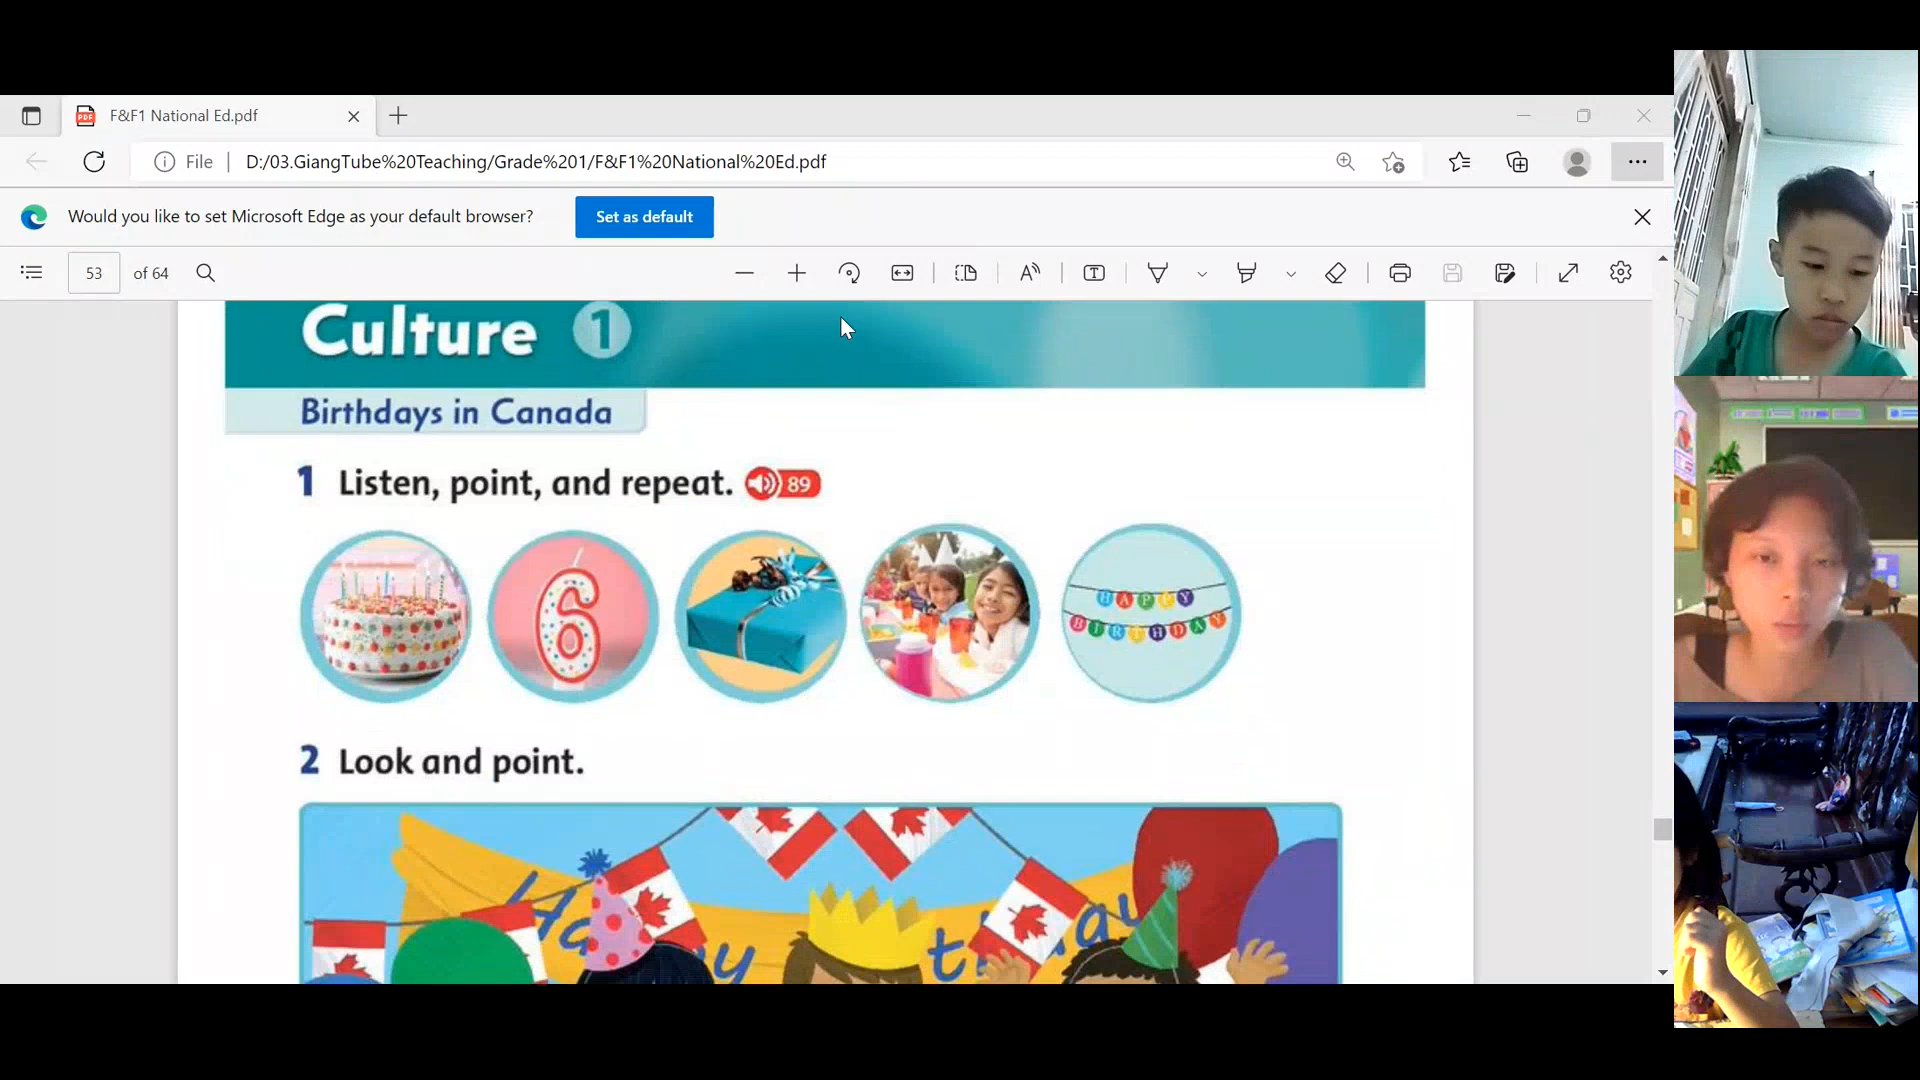 F&F1 National Ed.pdf
File
D:/03.GiangTube%20Teaching/Grade%201/F&F1%20National%20Ed.pdf
Would you like to set Microsoft Edge as your default browser?
Set as default
53
of 64
Culture 1
Birthdays in Canada
1 Listen, point, and repeat. 89
6
HAPPY
BIRTHDAY
2 Look and point.